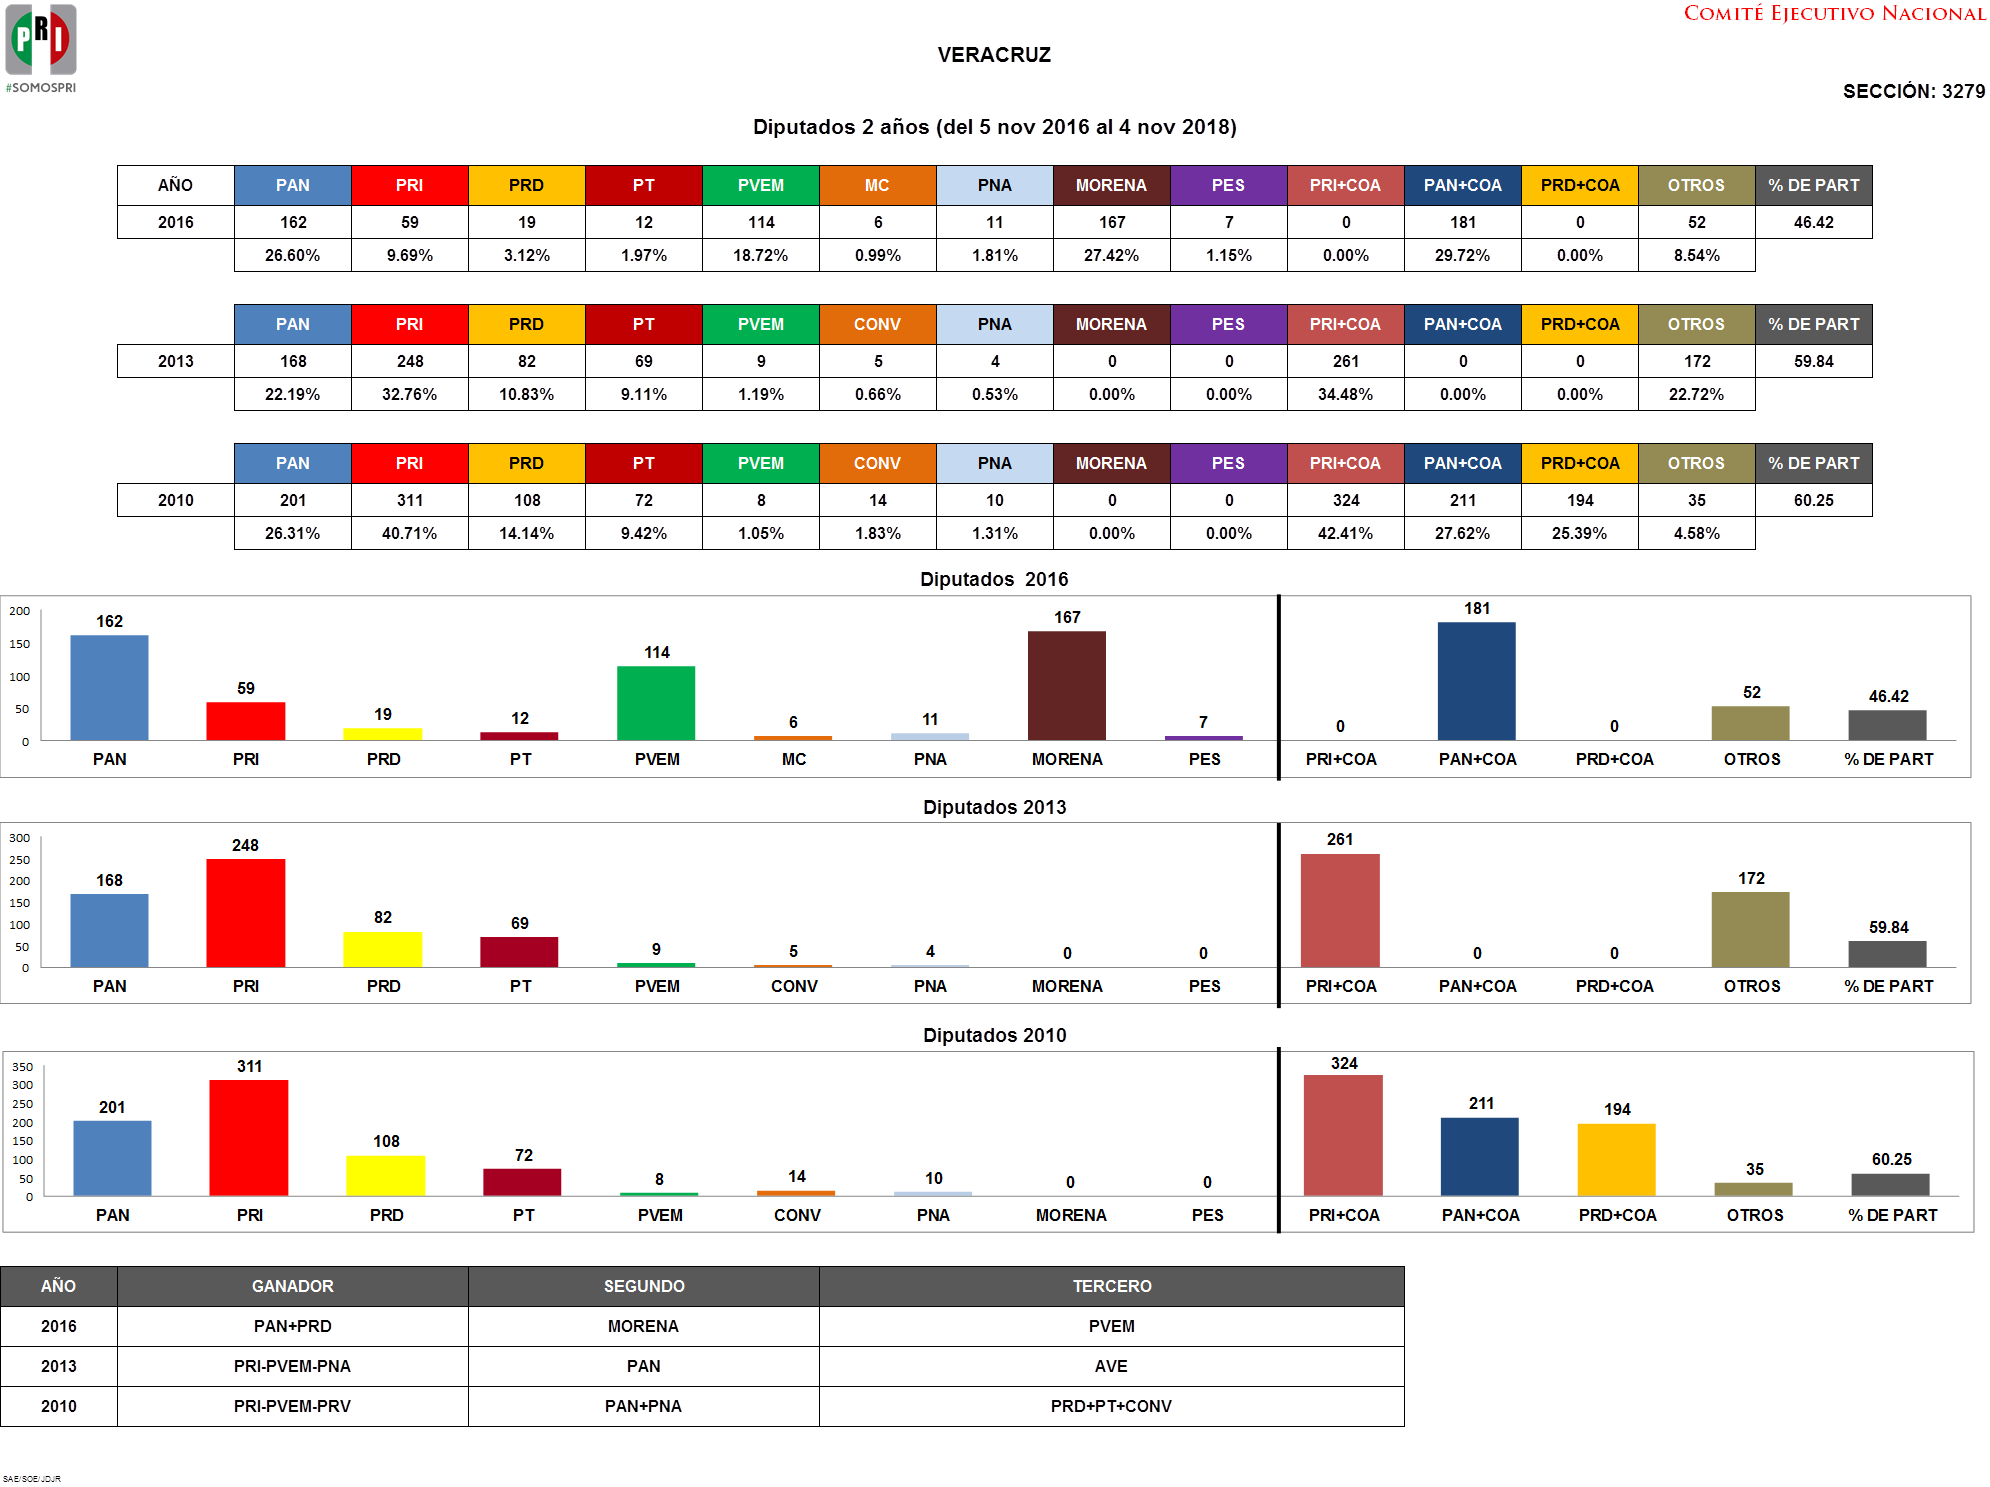 PRI
#SOMOSPRI
COMITÉ EJECUTIVO NACIONAL
VERACRUZ
SECCIÓN: 3279
Diputados 2 años (del 5 nov 2016 al 4 nov 2018)
AÑO PAN PRI PRD PT PVEM MC PNA MORENA PES PRI+COA PAN+COA PRD+COA OTROS % DE PART
2016 162 59 19 12 114 6 11 167 7 0 181 0 52 46.42
26.60% 9.69% 3.12% 1.97% 18.72% 0.99% 1.81% 27.42% 1.15% 0.00% 29.72% 0.00% 8.54%
PAN PRI PRD PT PVEM CONV PNA MORENA PES PRI+COA PAN+COA PRD+COA OTROS % DE PART
2013 168 248 82 69 9 5 4 0 0 261 0 0 172 59.84
22.19% 32.76% 10.83% 9.11% 1.19% 0.66% 0.53% 0.00% 0.00% 34.48% 0.00% 0.00% 22.72%
PAN PRI PRD PT PVEM CONV PNA MORENA PES PRI+COA PAN+COA PRD+COA OTROS % DE PART
2010 201 311 108 72 8 14 10 0 0 324 211 194 35 60.25
26.31% 40.71% 14.14% 9.42% 1.05% 1.83% 1.31% 0.00% 0.00% 42.41% 27.62% 25.39% 4.58%
Diputados 2016
200
150
100
50
0
162 59 19 12 114 6 11 167 7 0 181 0 52 46.42
PAN PRI PRD PT PVEM MC PNA MORENA PES PRI+COA PAN+COA PRD+COA OTROS % DE PART
Diputados 2013
300
250
200
150
100
50
0
168 248 82 69 9 5 4 0 0 261 0 0 172 59.84
PAN PRI PRD PT PVEM CONV PNA MORENA PES PRI+COA PAN+COA PRD+COA OTROS % DE PART
Diputados 2010
350
300
250
200
150
100
50
0
201 311 108 72 8 14 10 0 0 324 211 194 35 60.25
PAN PRI PRD PT PVEM CONV PNA MORENA PES PRI+COA PAN+COA PRD+COA OTROS % DE PART
AÑO GANADOR SEGUNDO TERCERO
2016 PAN+PRD MORENA PVEM
2013 PRI-PVEM-PNA PAN AVE
2010 PRI-PVEM-PRV PAN+PNA PRD+PT+CONV
SAE/SOE/JDJR